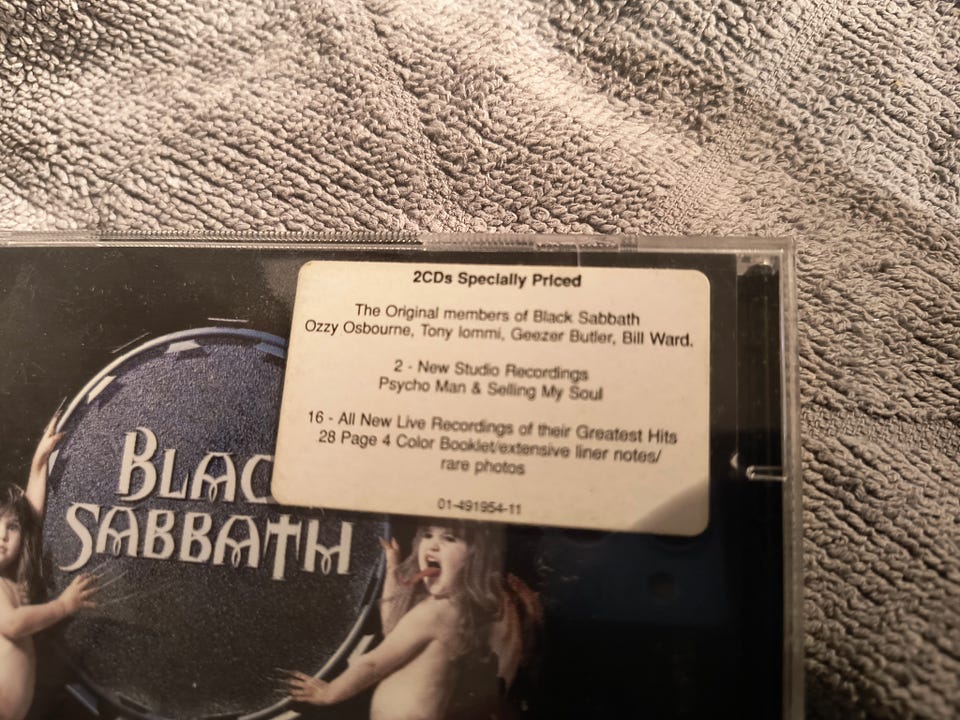 2CDs Specially Priced
The Original members of Black Sabbath
Ozzy Osbourne, Tony Iommi, Geezer Butler, Bill Ward.
2 - New Studio Recordings
Psycho Man & Selling My Soul
16 - All New Live Recordings of their Greatest Hits
28 Page 4 Color Booklet/extensive liner notes/
rare photos
01-491954-11
BLAC
SABBATH